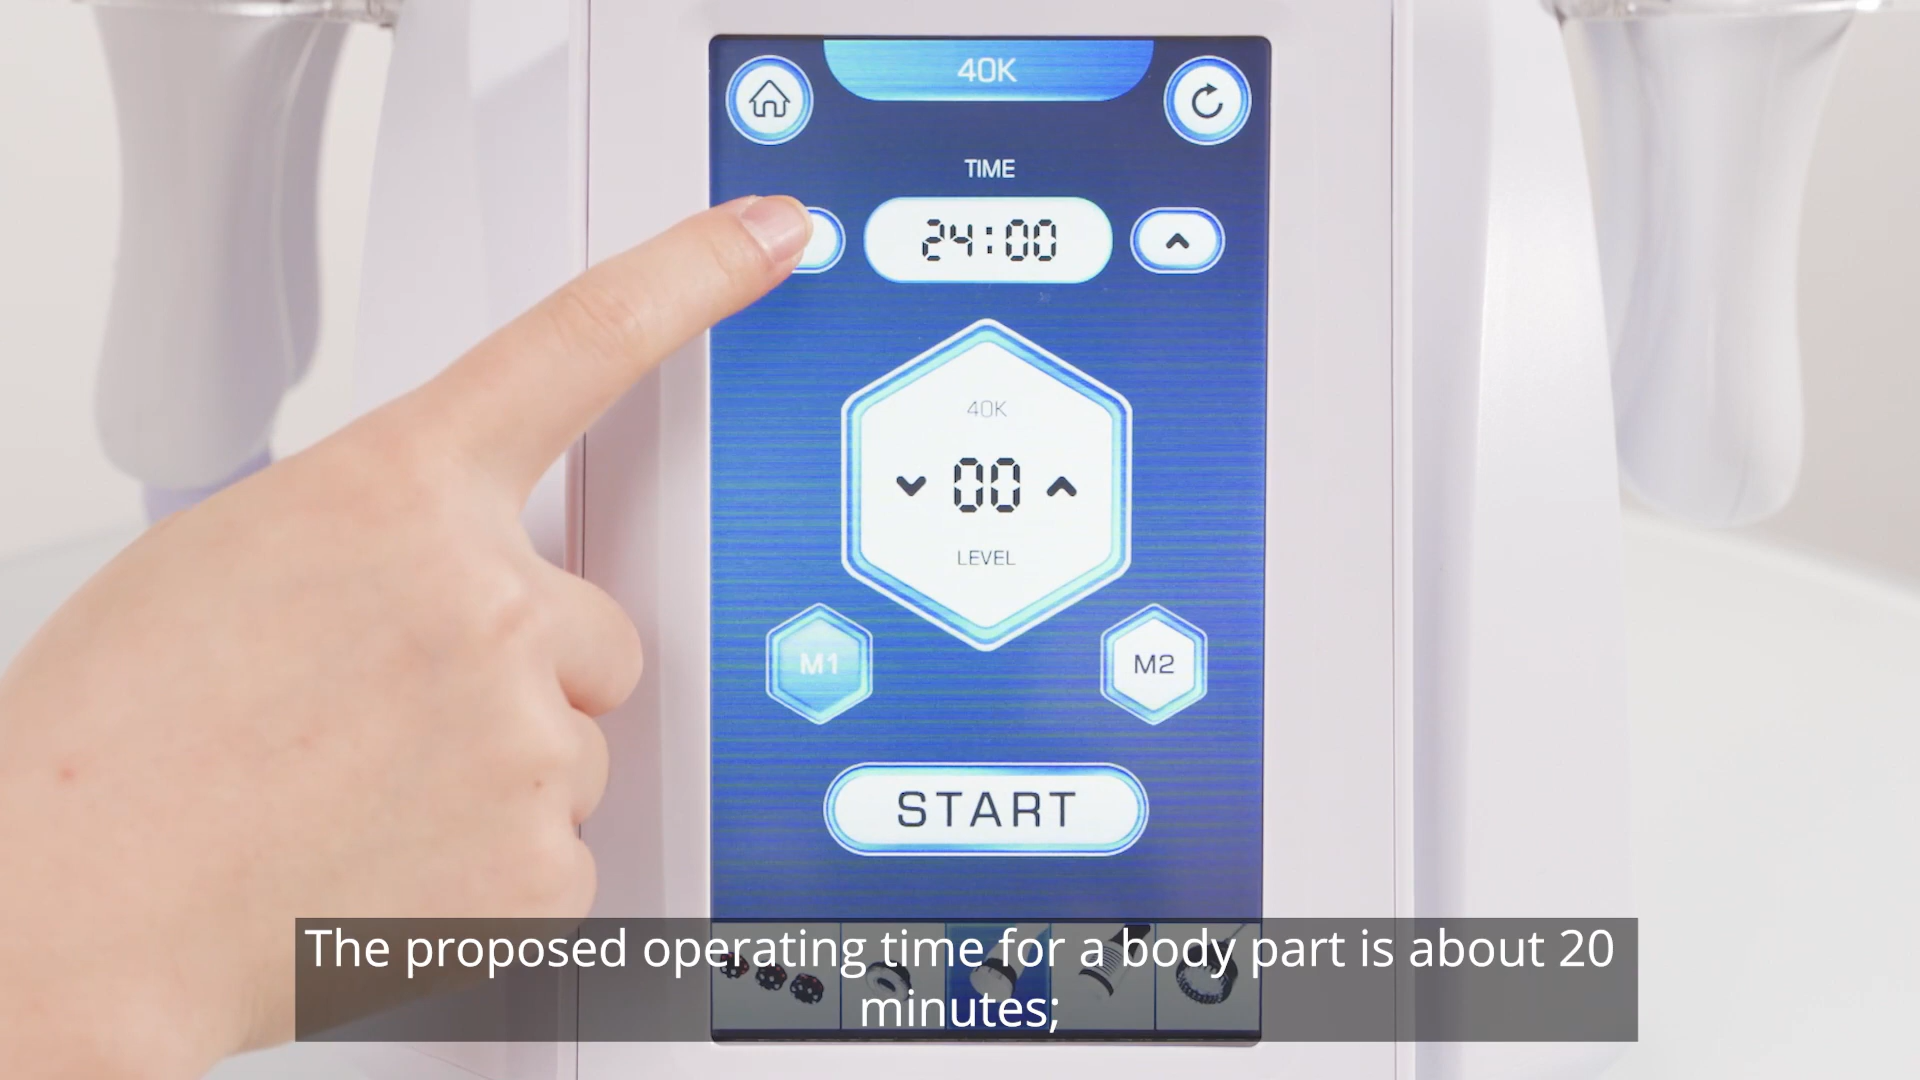 40K
TIME
24:00
40K
00
LEVEL
M1
M2
START
The proposed operating time for a body part is about 20
minutes;